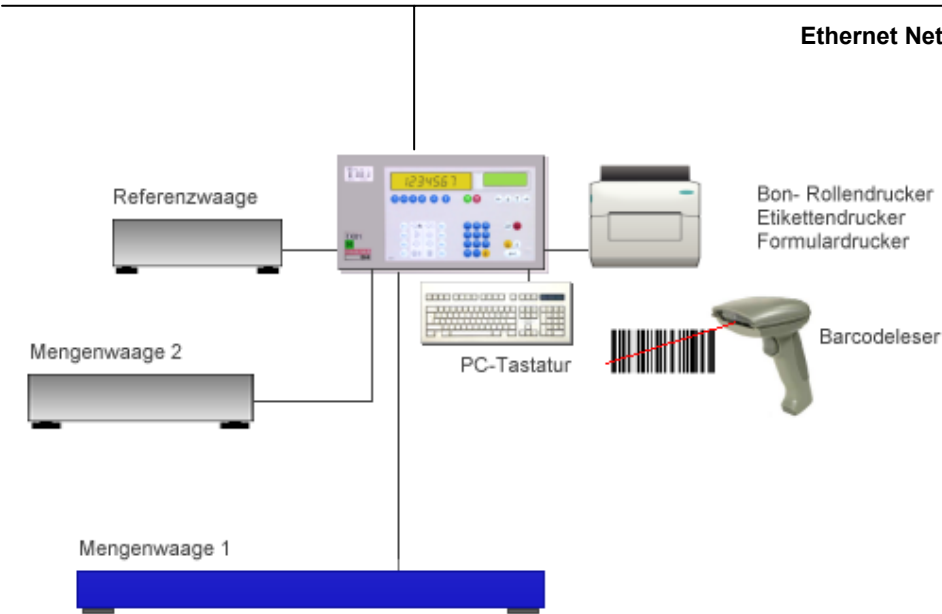 Ethernet Net
1234567
Referenzwaage
Bon- Rollendrucker
Etikettendrucker
Formulardrucker
Barcodeleser
Mengenwaage 2
PC-Tastatur
Mengenwaage 1